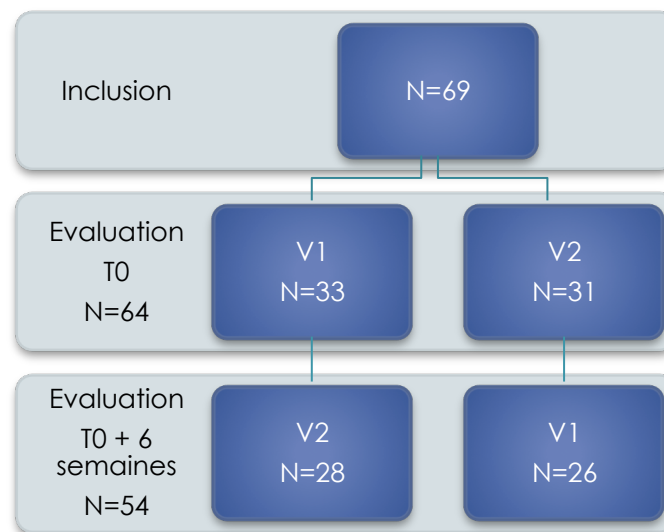 Inclusion
N=69
Evaluation
T0
N=64
V1
N=33
V2
N=31
Evaluation
T0 + 6
semaines
N=54
V2
N=28
V1
N=26